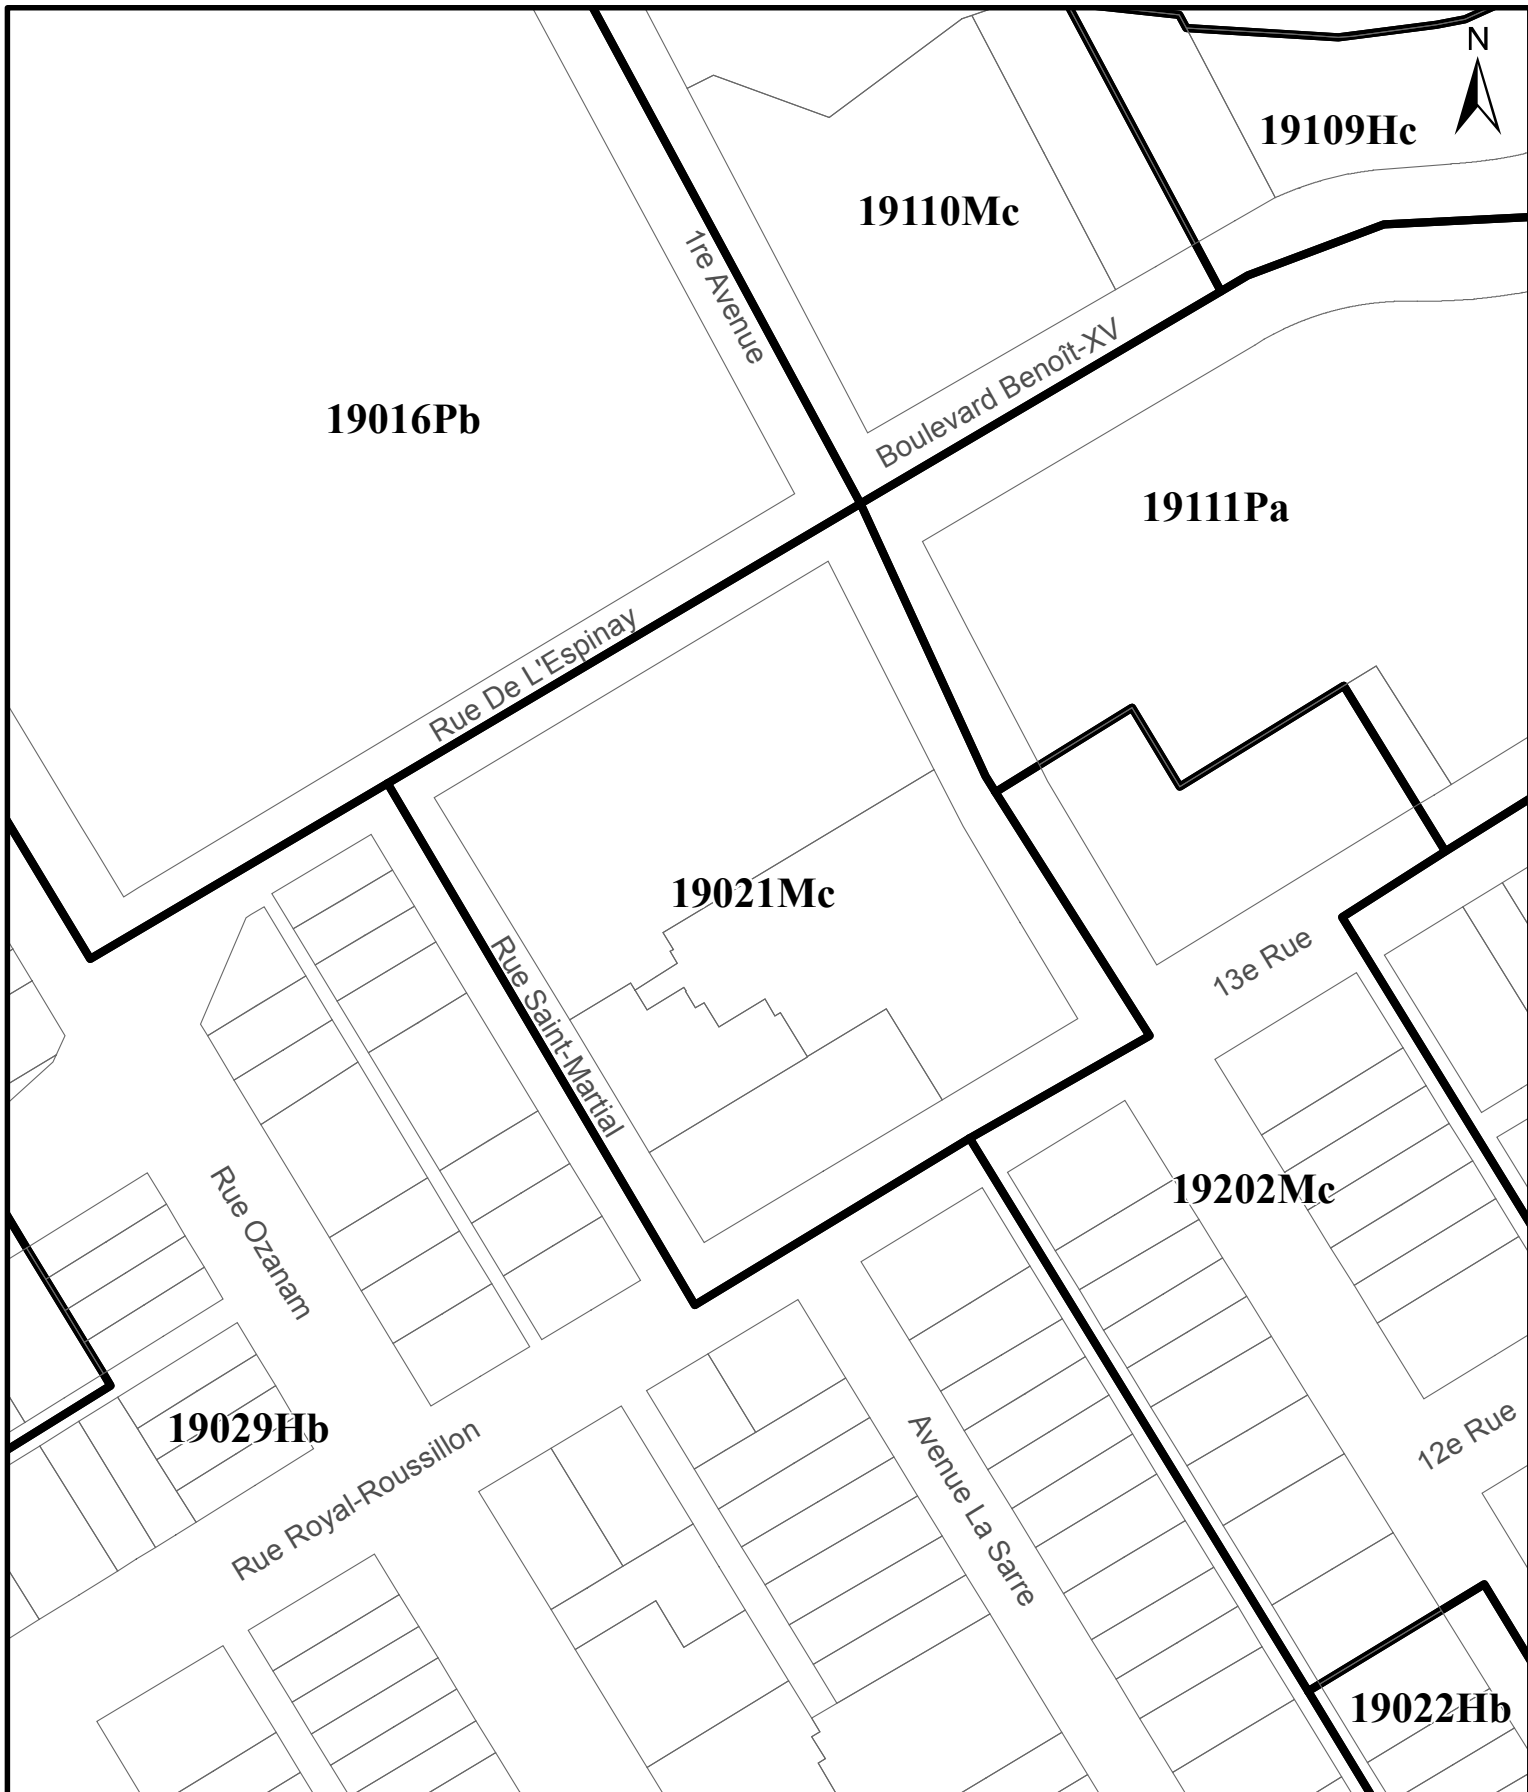 N
19109Hc
19110Mc
1re Avenue
Boulevard Benoît-XV
19016Pb
19111Pa
Rue De L'Espinay
19021Mc
Rue Saint-Martial
13e Rue
19202Mc
Rue Ozanam
19029Hb
Rue Royal-Roussillon
Avenue La Sarre
12e Rue
19022Hb